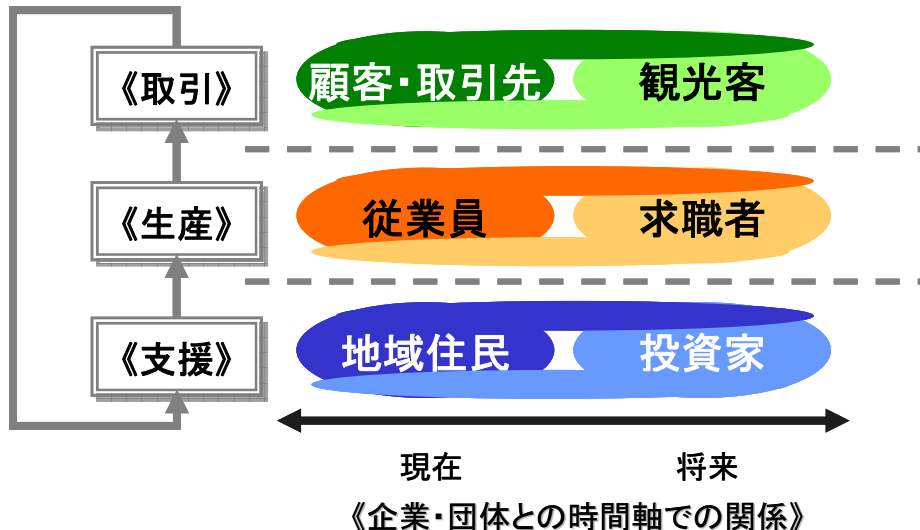 《取引》 顧客・取引先 観光客
《生産》 従業員 求職者
《支援》 地域住民 投資家
現在 将来
《企業・団体との時間軸での関係》